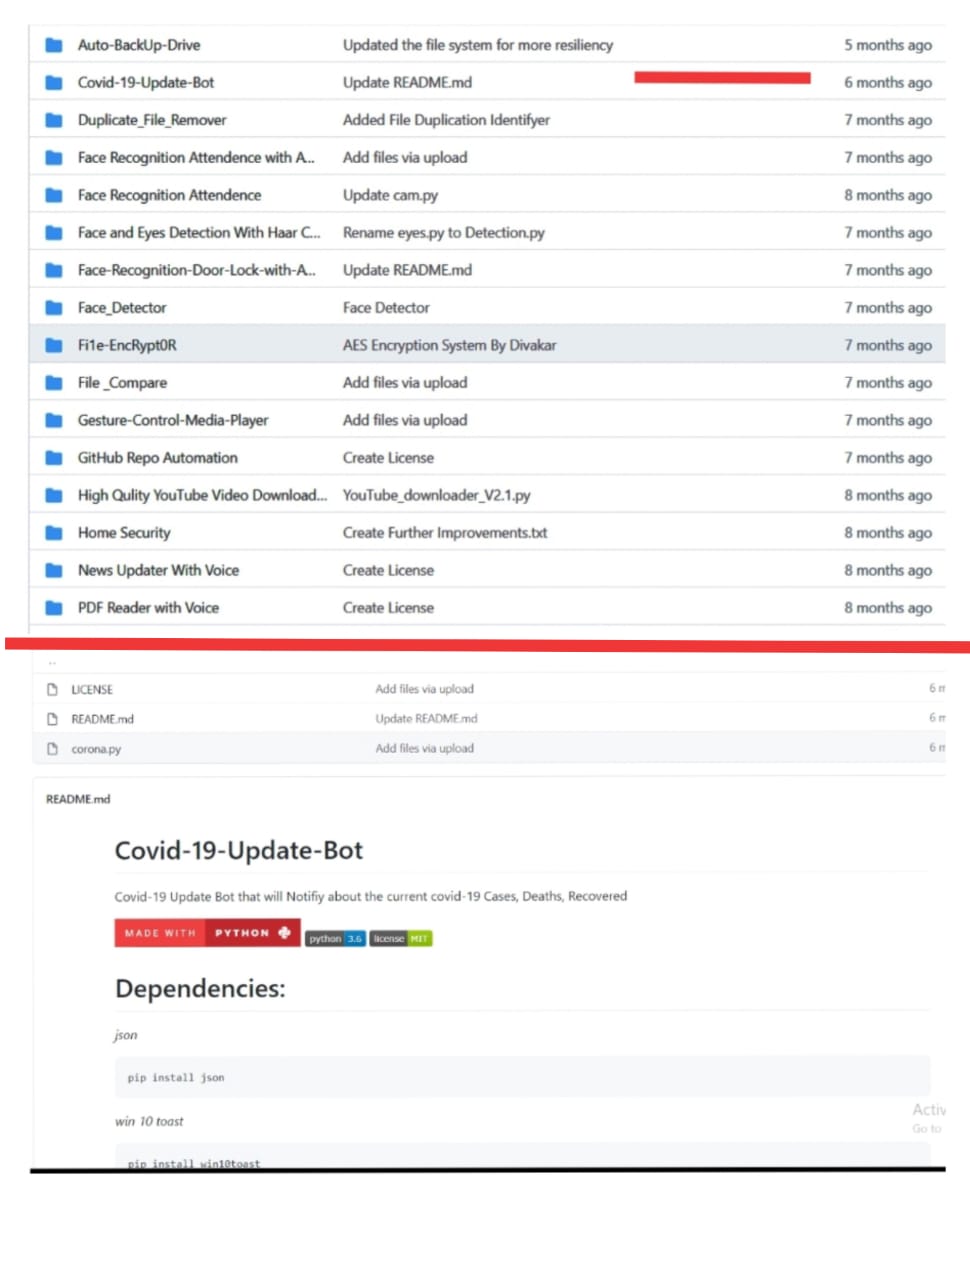 Auto-BackUp-Drive Updated the file system for more resiliency 5 months ago
Covid-19-Update-Bot Update README.md 6 months ago
Duplicate_File_Remover Added File Duplication Identifyer 7 months ago
Face Recognition Attendence with A... Add files via upload 7 months ago
Face Recognition Attendence Update cam.py 8 months ago
Face and Eyes Detection With Haar C... Rename eyes.py to Detection.py 7 months ago
Face-Recognition-Door-Lock-with-A... Update README.md 7 months ago
Face_Detector Face Detector 7 months ago
Fi1e-EncRypt0R AES Encryption System By Divakar 7 months ago
File _Compare Add files via upload 7 months ago
Gesture-Control-Media-Player Add files via upload 7 months ago
GitHub Repo Automation Create License 7 months ago
High Qulity YouTube Video Download... YouTube_downloader_V2.1.py 8 months ago
Home Security Create Further Improvements.txt 8 months ago
News Updater With Voice Create License 8 months ago
PDF Reader with Voice Create License 8 months ago
..
LICENSE Add files via upload 6 m
README.md Update README.md 6 m
corona.py Add files via upload 6 m
README.md
Covid-19-Update-Bot
Covid-19 Update Bot that will Notifiy about the current covid-19 Cases, Deaths, Recovered
MADE WITH PYTHON python 3.6 license MIT
Dependencies:
json
pip install json
Activ
win 10 toast
Go to
pip install win10toast